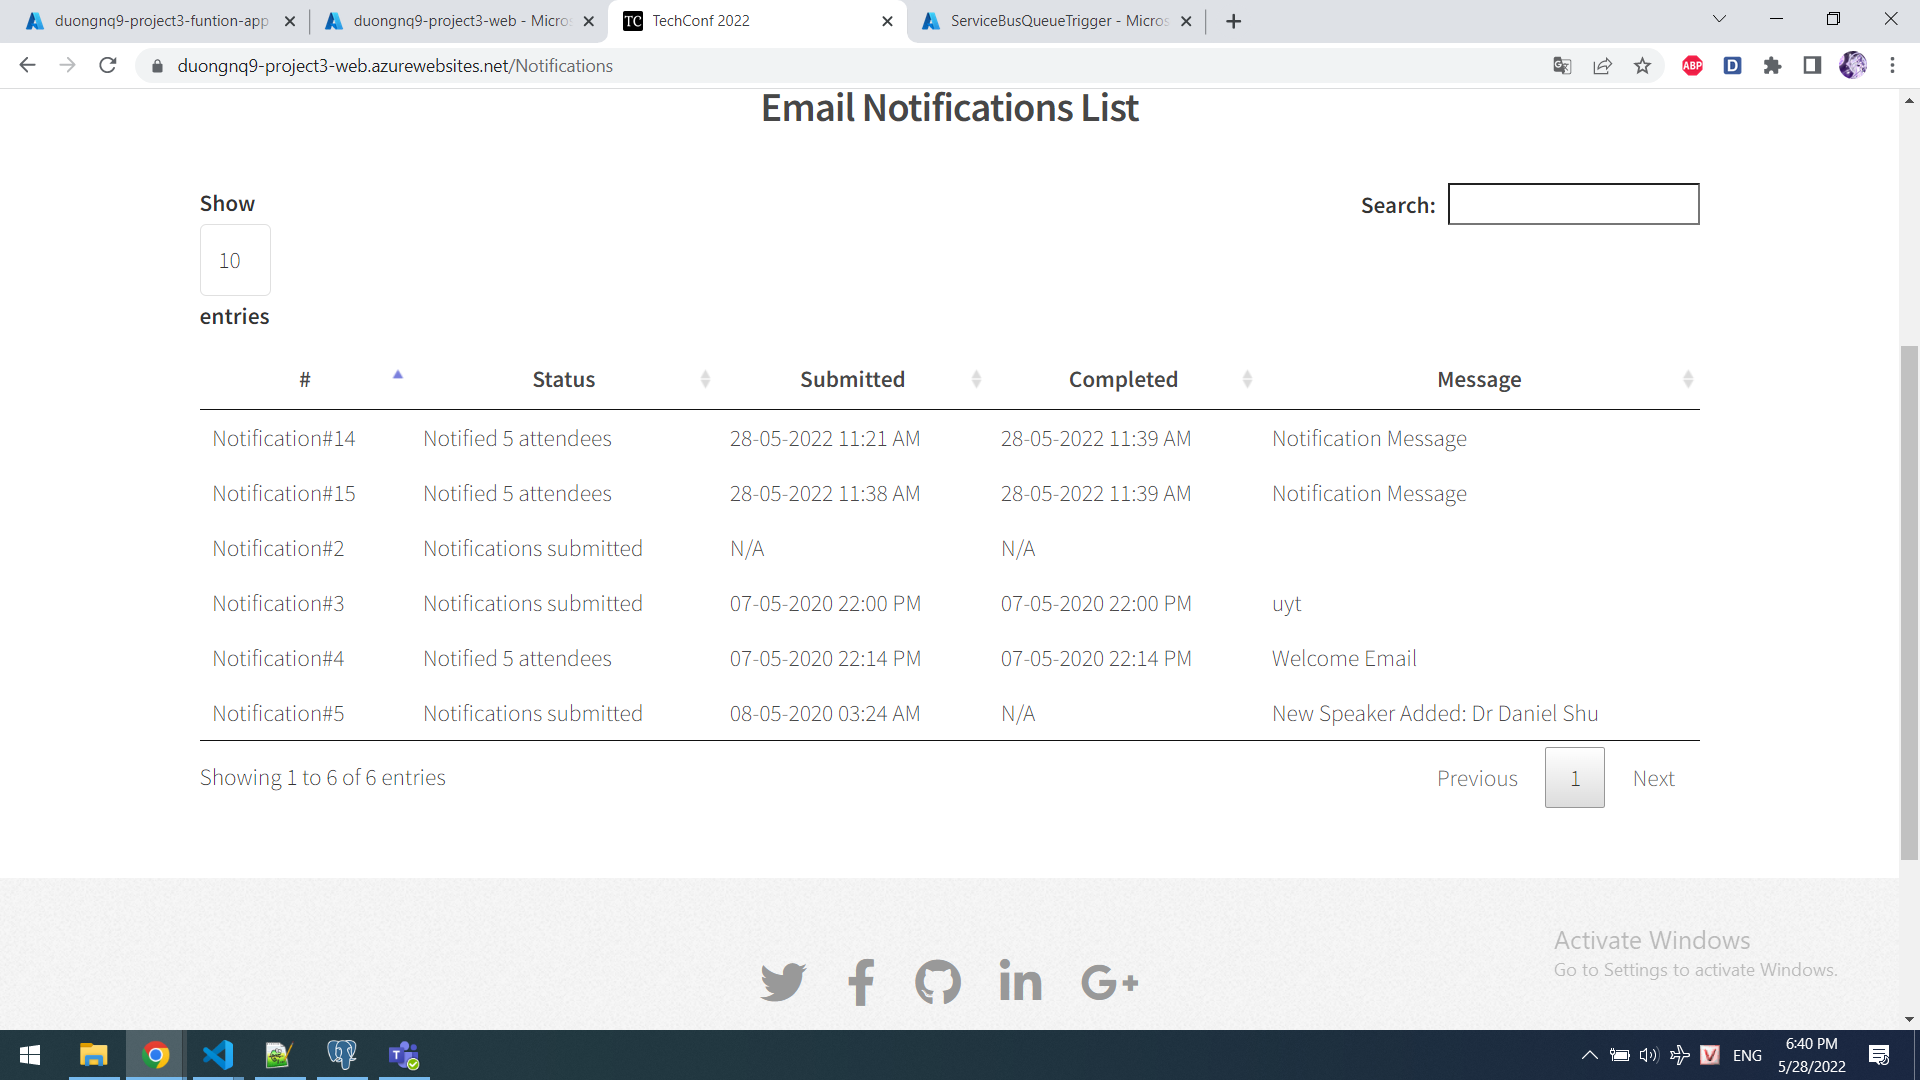 duongnq9-project3-funtion-app
duongnq9-project3-web - Micros
TC TechConf 2022
ServiceBusQueueTrigger - Micros
duongnq9-project3-web.azurewebsites.net/Notifications
ABP
D
Email Notifications List
Show
10
entries
Search:
# Status Submitted Completed Message
Notification#14 Notified 5 attendees 28-05-2022 11:21 AM 28-05-2022 11:39 AM Notification Message
Notification#15 Notified 5 attendees 28-05-2022 11:38 AM 28-05-2022 11:39 AM Notification Message
Notification#2 Notifications submitted N/A N/A
Notification#3 Notifications submitted 07-05-2020 22:00 PM 07-05-2020 22:00 PM uyt
Notification#4 Notified 5 attendees 07-05-2020 22:14 PM 07-05-2020 22:14 PM Welcome Email
Notification#5 Notifications submitted 08-05-2020 03:24 AM N/A New Speaker Added: Dr Daniel Shu
Showing 1 to 6 of 6 entries
Previous 1 Next
Activate Windows
Go to Settings to activate Windows.
V ENG
6:40 PM
5/28/2022